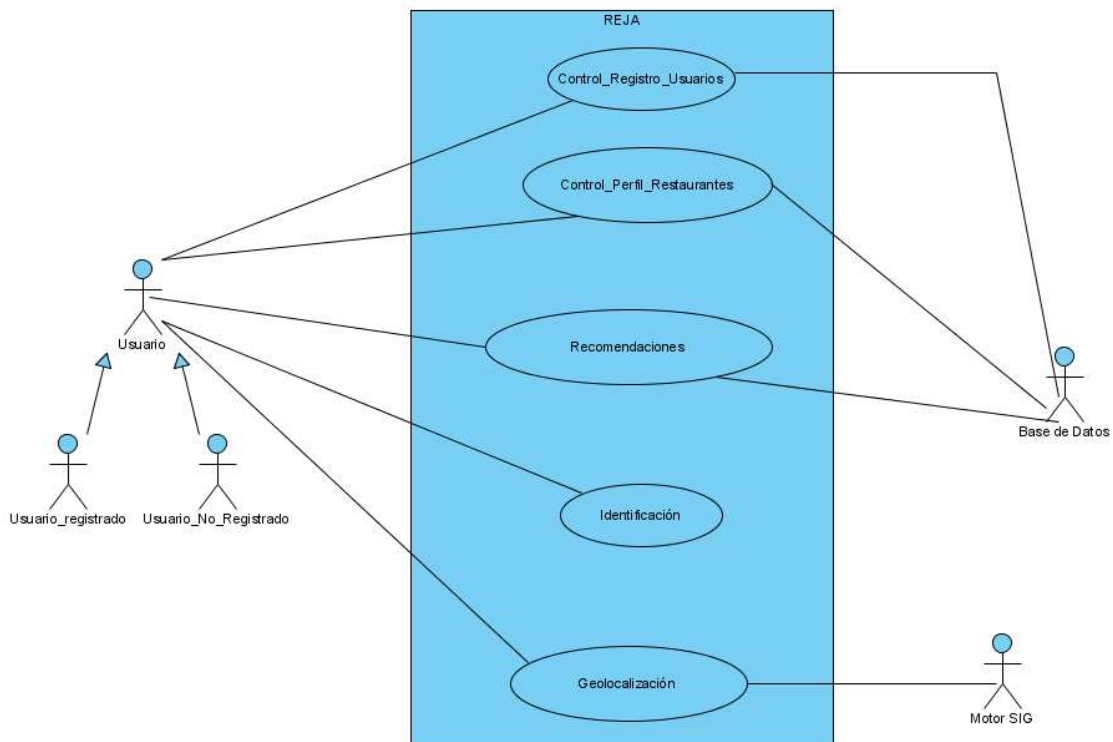 REJA
Control_Registro_Usuarios
Control_Perfil_Restaurantes
Usuario
Recomendaciones
Base de Datos
Usuario_registrado
Usuario_No_Registrado
Identificación
Geolocalización
Motor SIG